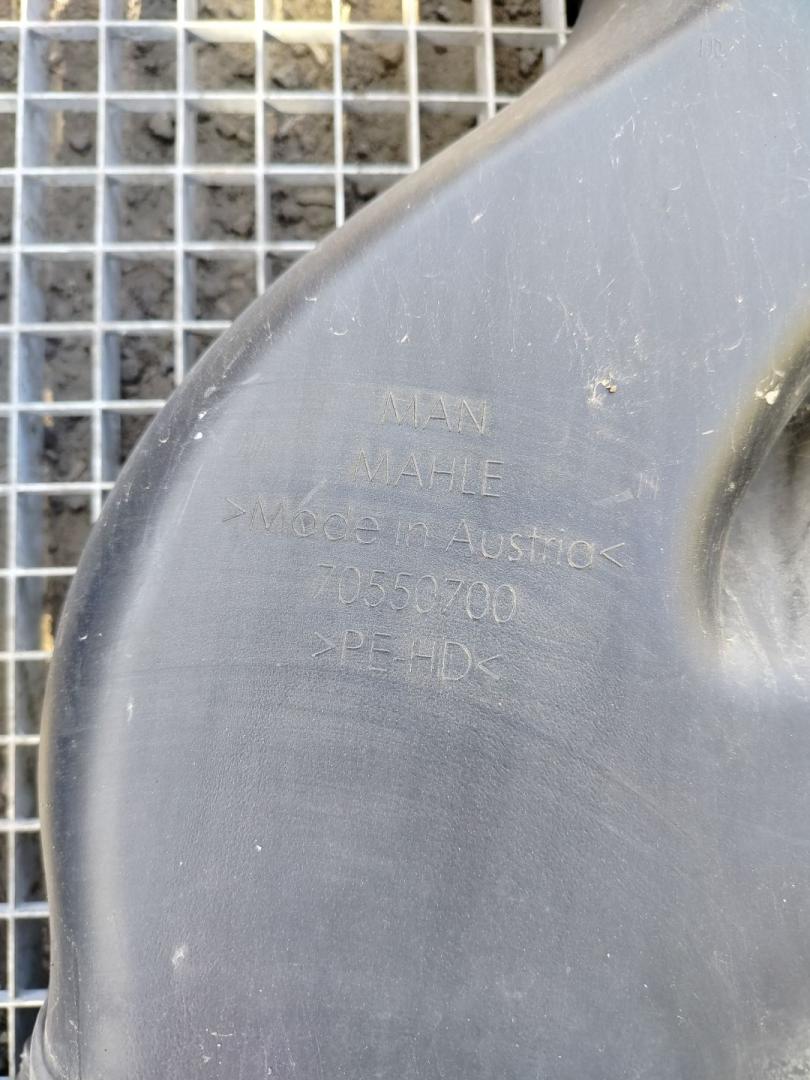 MAN
MAHLE
>Made in Austria<
70550700
>PE-HD<